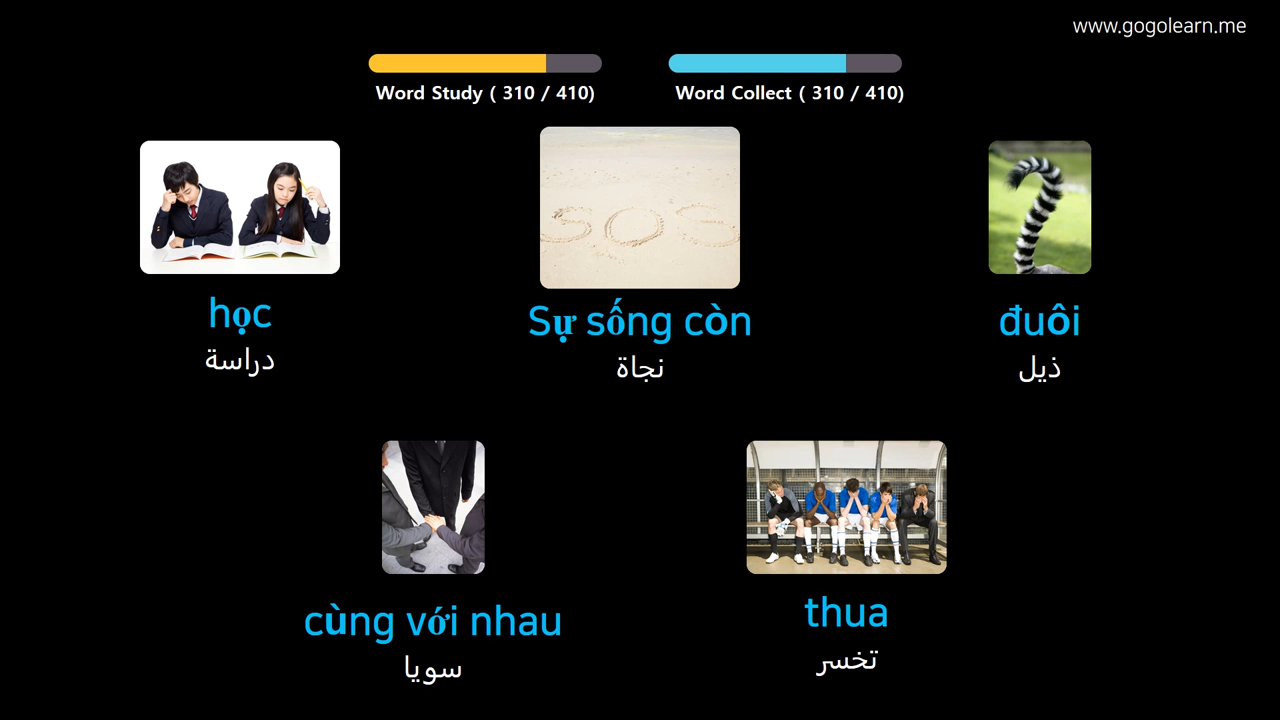 www.gogolearn.me
Word Study ( 310 / 410)
Word Collect ( 310 / 410)
SOS
học
دراسة
Sự sống còn
نجاة
đuôi
ذيل
cùng với nhau
سويا
thua
تخسر